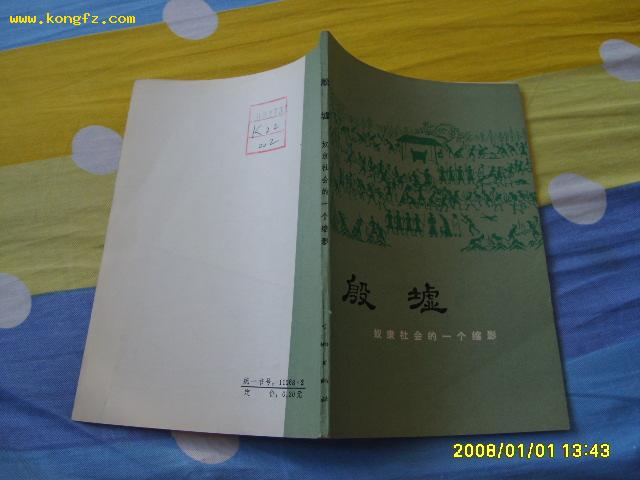 www.kongfz.com
K22
202
殷墟 奴隶社会的一个缩影
殷墟
奴隶社会的一个缩影
统一书号：11068·2
定 价：0.20元
2008/01/01 13:43